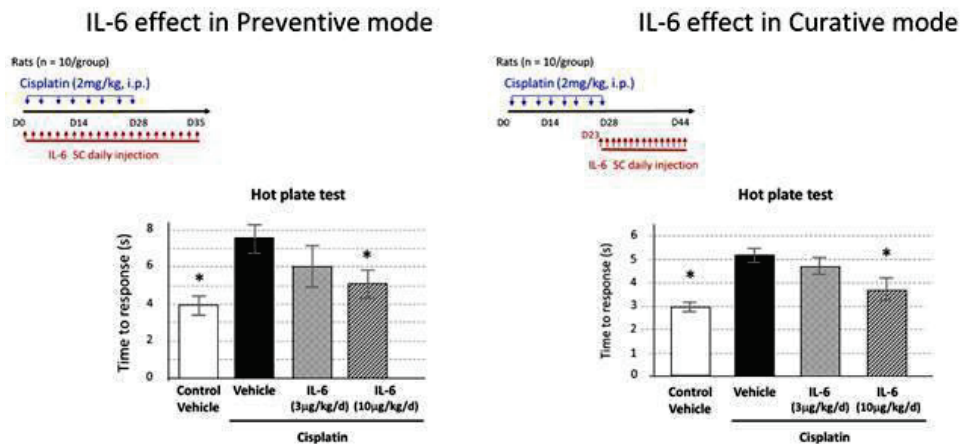 IL-6 effect in Preventive mode
Rats (n = 10/group)
Cisplatin (2mg/kg, i.p.)
D0 D14 D28 D35
IL-6 SC daily injection
Hot plate test
Time to response (s)
8
6
4
2
0
*
*
Control Vehicle
Vehicle
IL-6 (3µg/kg/d)
IL-6 (10µg/kg/d)
Cisplatin
IL-6 effect in Curative mode
Rats (n = 10/group)
Cisplatin (2mg/kg, i.p.)
D0 D14 D28 D44
D23
IL-6 SC daily injection
Hot plate test
Time to response (s)
6
5
4
3
2
1
0
*
*
Control Vehicle
Vehicle
IL-6 (3µg/kg/d)
IL-6 (10µg/kg/d)
Cisplatin